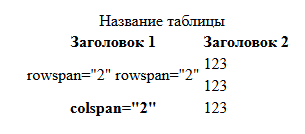 Название таблицы
Заголовок 1 Заголовок 2
rowspan="2" rowspan="2" 123
123
colspan="2" 123